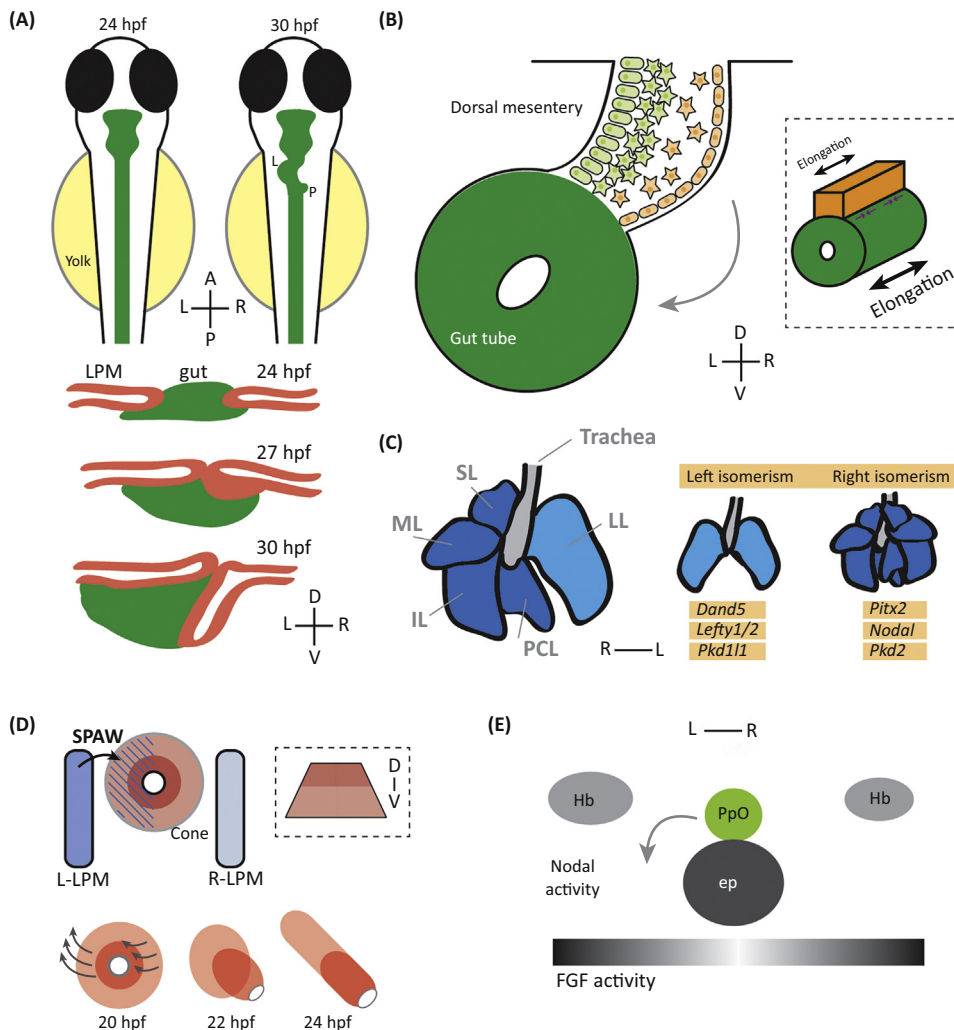 (A)
24 hpf
30 hpf
L
P
Yolk
A
L R
P
LPM
gut
24 hpf
27 hpf
30 hpf
D
L R
V
(B)
Dorsal mesentery
Gut tube
Elongation
Elongation
D
L R
V
(C)
Trachea
SL
ML
LL
IL
PCL
R L
Left isomerism
Right isomerism
Dand5
Lefty1/2
Pkd1l1
Pitx2
Nodal
Pkd2
(D)
SPAW
Cone
L-LPM
R-LPM
D
V
20 hpf
22 hpf
24 hpf
(E)
L R
Hb
PpO
Hb
Nodal
activity
ep
FGF activity